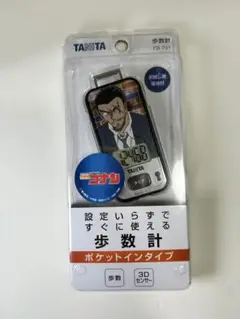 TANITA
歩数計
コナン
TANITA
設定いらずで
すぐに使える
歩数計
ポケットインタイプ
歩数
3D
センサー